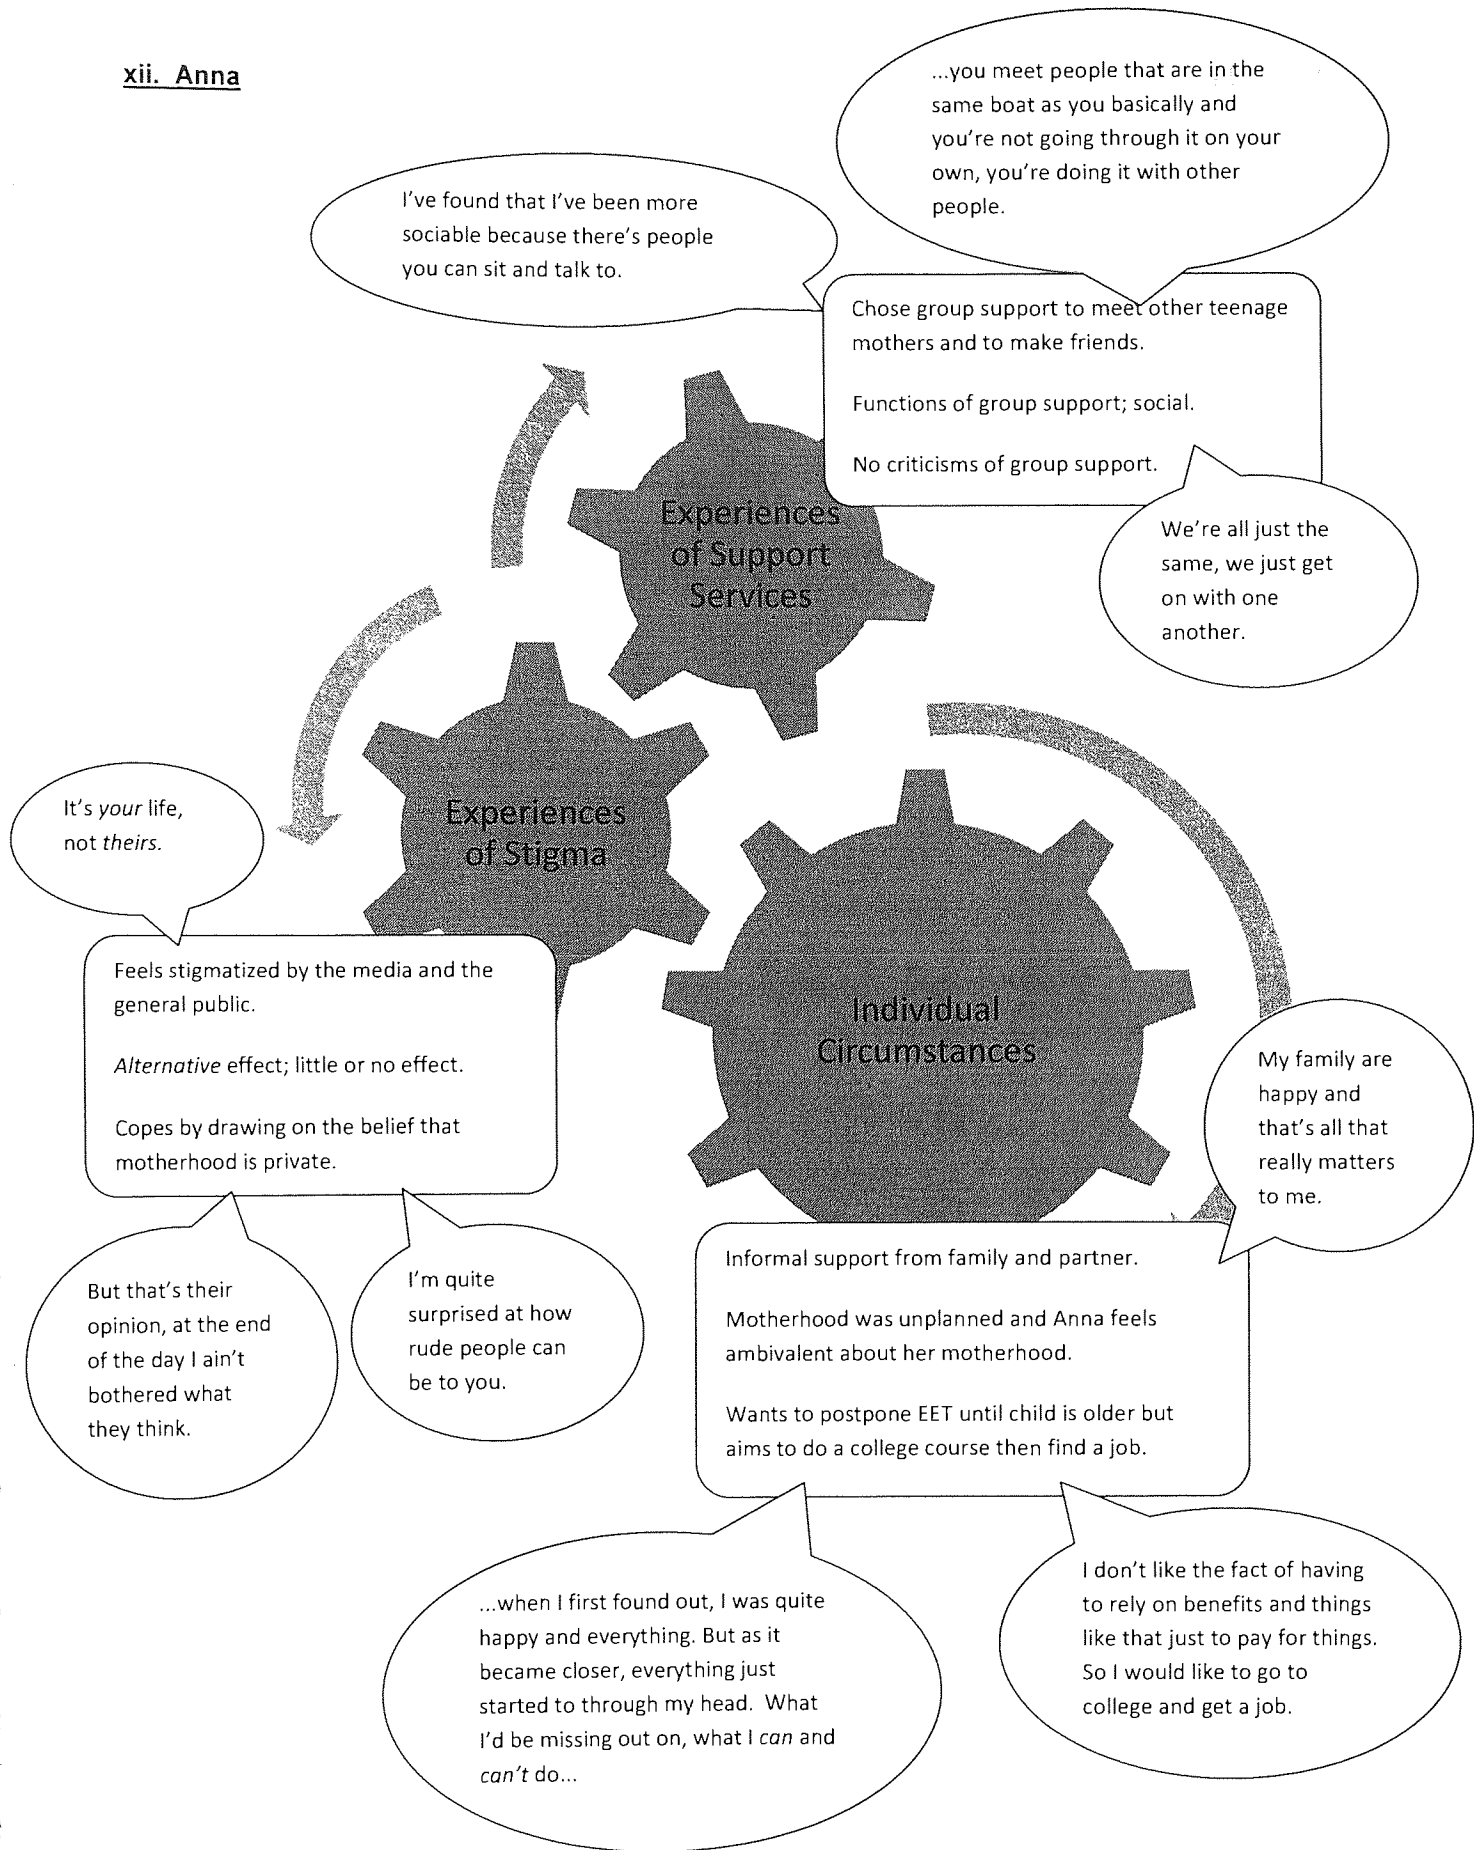 xii. Anna
...you meet people that are in the
same boat as you basically and
you're not going through it on your
own, you're doing it with other
people.
I've found that I've been more
sociable because there's people
you can sit and talk to.
Chose group support to meet other teenage
mothers and to make friends.
Functions of group support; social.
No criticisms of group support.
Experiences
of Support
Services
We're all just the
same, we just get
on with one
another.
It's your life,
not theirs.
Experiences
of Stigma
Feels stigmatized by the media and the
general public.
Alternative effect; little or no effect.
Copes by drawing on the belief that
motherhood is private.
But that's their
opinion, at the end
of the day I ain't
bothered what
they think.
I'm quite
surprised at how
rude people can
be to you.
Individual
Circumstances
My family are
happy and
that's all that
really matters
to me.
Informal support from family and partner.
Motherhood was unplanned and Anna feels
ambivalent about her motherhood.
Wants to postpone EET until child is older but
aims to do a college course then find a job.
...when I first found out, I was quite
happy and everything. But as it
became closer, everything just
started to through my head.  What
I'd be missing out on, what I can and
can't do...
I don't like the fact of having
to rely on benefits and things
like that just to pay for things.
So I would like to go to
college and get a job.